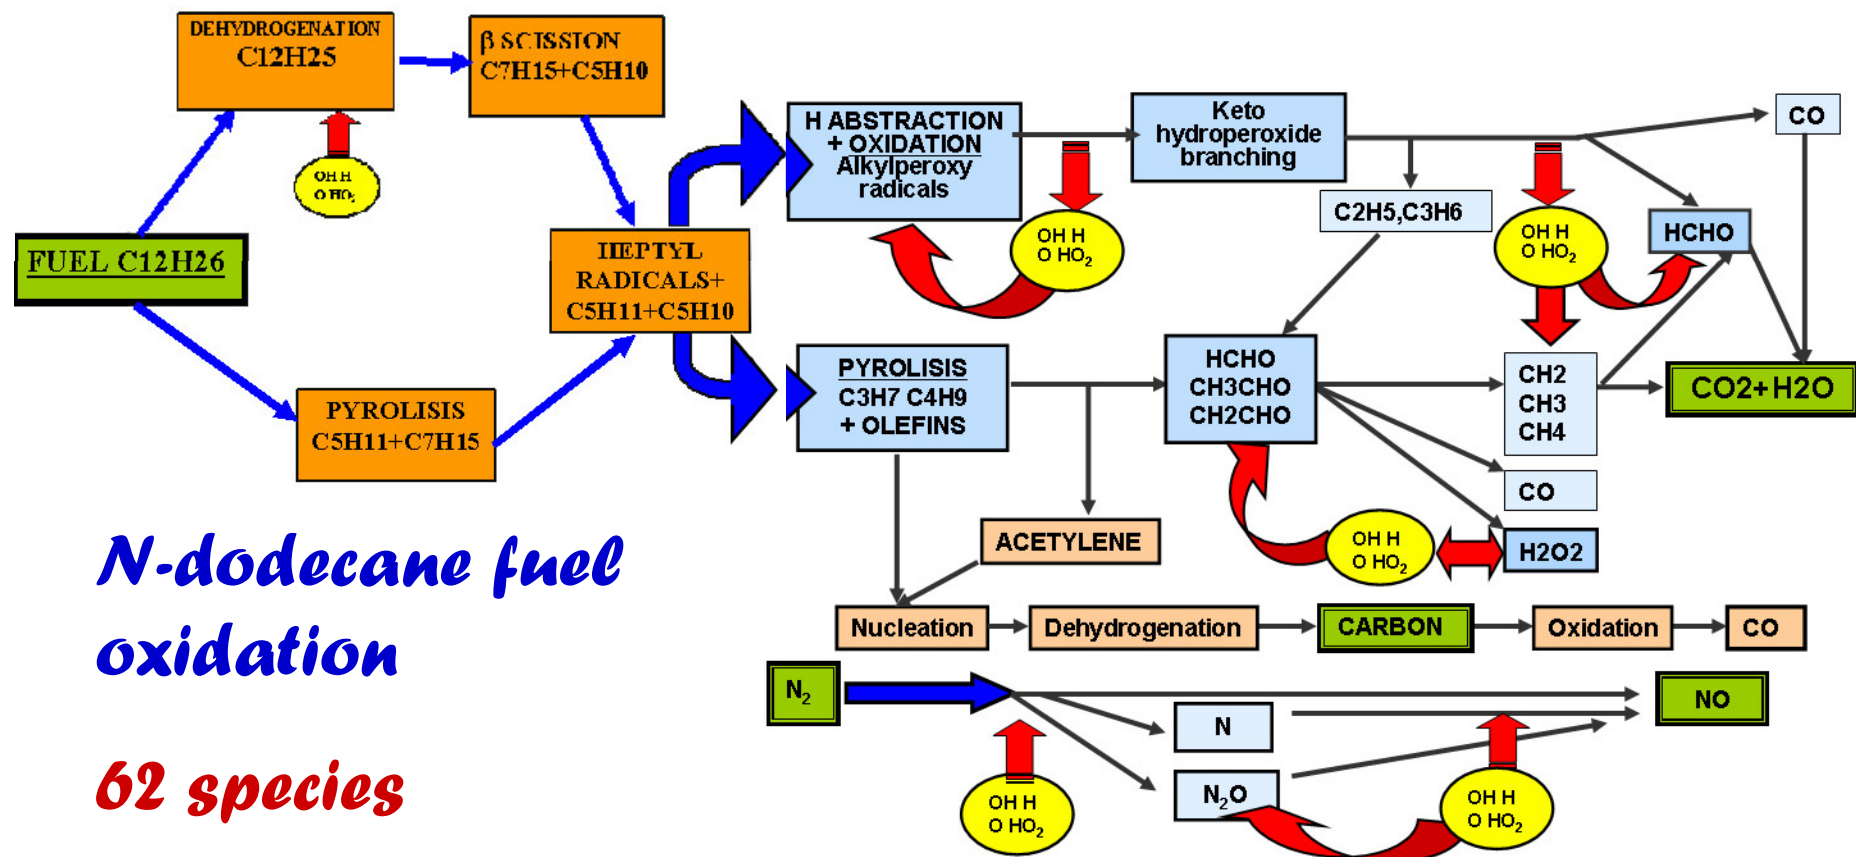 DEHYDROGENATION
C12H25
β SCISSION
C7H15+C5H10
OH H
O HO₂
FUEL C12H26
HEPTYL
RADICALS+
C5H11+C5H10
PYROLISIS
C5H11+C7H15
H ABSTRACTION
+ OXIDATION
Alkylperoxy
radicals
Keto
hydroperoxide
branching
CO
C2H5,C3H6
OH H
O HO₂
OH H
O HO₂
HCHO
PYROLISIS
C3H7 C4H9
+ OLEFINS
HCHO
CH3CHO
CH2CHO
CH2
CH3
CH4
CO2+H2O
CO
ACETYLENE
OH H
O HO₂
H2O2
Nucleation
Dehydrogenation
CARBON
Oxidation
CO
N₂
N
NO
N₂O
OH H
O HO₂
OH H
O HO₂
N-dodecane fuel
oxidation
62 species